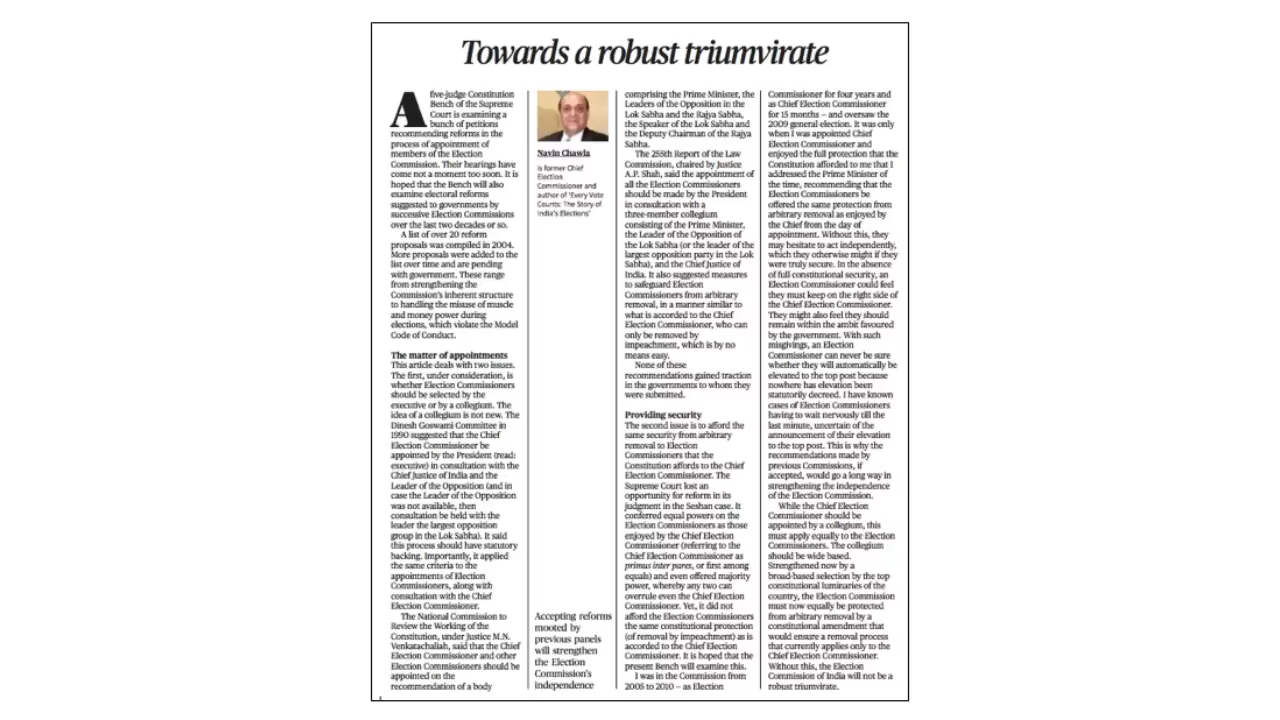 Towards a robust triumvirate
A five-judge Constitution
Bench of the Supreme
Court is examining a
bunch of petitions
recommending reforms in the
process of appointment of
members of the Election
Commission. Their hearings have
come not a moment too soon. It is
hoped that the Bench will also
examine electoral reforms
suggested to governments by
successive Election Commissions
over the last two decades or so.
A list of over 20 reform
proposals was compiled in 2004.
More proposals were added to the
list over time and are pending
with government. These range
from strengthening the
Commission's inherent structure
to handling the misuse of muscle
and money power during
elections, which violate the Model
Code of Conduct.
The matter of appointments
This article deals with two issues.
The first, under consideration, is
whether Election Commissioners
should be selected by the
executive or by a collegium. The
idea of a collegium is not new. The
Dinesh Goswami Committee in
1990 suggested that the Chief
Election Commissioner be
appointed by the President (read:
executive) in consultation with the
Chief Justice of India and the
Leader of the Opposition (and in
case the Leader of the Opposition
was not available, then
consultation be held with the
leader the largest opposition
group in the Lok Sabha). It said
this process should have statutory
backing. Importantly, it applied
the same criteria to the
appointments of Election
Commissioners, along with
consultation with the Chief
Election Commissioner.
The National Commission to
Review the Working of the
Constitution, under Justice M.N.
Venkatachaliah, said that the Chief
Election Commissioner and other
Election Commissioners should be
appointed on the
recommendation of a body
Navin Chawla
is former Chief
Election
Commissioner and
author of 'Every Vote
Counts: The Story of
India's Elections'
Accepting reforms
mooted by
previous panels
will strengthen
the Election
Commission's
independence
comprising the Prime Minister, the
Leaders of the Opposition in the
Lok Sabha and the Rajya Sabha,
the Speaker of the Lok Sabha and
the Deputy Chairman of the Rajya
Sabha.
The 255th Report of the Law
Commission, chaired by Justice
A.P. Shah, said the appointment of
all the Election Commissioners
should be made by the President
in consultation with a
three-member collegium
consisting of the Prime Minister,
the Leader of the Opposition of
the Lok Sabha (or the leader of the
largest opposition party in the Lok
Sabha), and the Chief Justice of
India. It also suggested measures
to safeguard Election
Commissioners from arbitrary
removal, in a manner similar to
what is accorded to the Chief
Election Commissioner, who can
only be removed by
impeachment, which is by no
means easy.
None of these
recommendations gained traction
in the governments to whom they
were submitted.
Providing security
The second issue is to afford the
same security from arbitrary
removal to Election
Commissioners that the
Constitution affords to the Chief
Election Commissioner. The
Supreme Court lost an
opportunity for reform in its
judgment in the Seshan case. It
conferred equal powers on the
Election Commissioners as those
enjoyed by the Chief Election
Commissioner (referring to the
Chief Election Commissioner as
primus inter pares, or first among
equals) and even offered majority
power, whereby any two can
overrule even the Chief Election
Commissioner. Yet, it did not
afford the Election Commissioners
the same constitutional protection
(of removal by impeachment) as is
accorded to the Chief Election
Commissioner. It is hoped that the
present Bench will examine this.
I was in the Commission from
2005 to 2010 – as Election
Commissioner for four years and
as Chief Election Commissioner
for 15 months – and oversaw the
2009 general election. It was only
when I was appointed Chief
Election Commissioner and
enjoyed the full protection that the
Constitution afforded to me that I
addressed the Prime Minister of
the time, recommending that the
Election Commissioners be
offered the same protection from
arbitrary removal as enjoyed by
the Chief from the day of
appointment. Without this, they
may hesitate to act independently,
which they otherwise might if they
were truly secure. In the absence
of full constitutional security, an
Election Commissioner could feel
they must keep on the right side of
the Chief Election Commissioner.
They might also feel they should
remain within the ambit favoured
by the government. With such
misgivings, an Election
Commissioner can never be sure
whether they will automatically be
elevated to the top post because
nowhere has elevation been
statutorily decreed. I have known
cases of Election Commissioners
having to wait nervously till the
last minute, uncertain of the
announcement of their elevation
to the top post. This is why the
recommendations made by
previous Commissions, if
accepted, would go a long way in
strengthening the independence
of the Election Commission.
While the Chief Election
Commissioner should be
appointed by a collegium, this
must apply equally to the Election
Commissioners. The collegium
should be wide based.
Strengthened now by a
broad-based selection by the top
constitutional luminaries of the
country, the Election Commission
must now equally be protected
from arbitrary removal by a
constitutional amendment that
would ensure a removal process
that currently applies only to the
Chief Election Commissioner.
Without this, the Election
Commission of India will not be a
robust triumvirate.